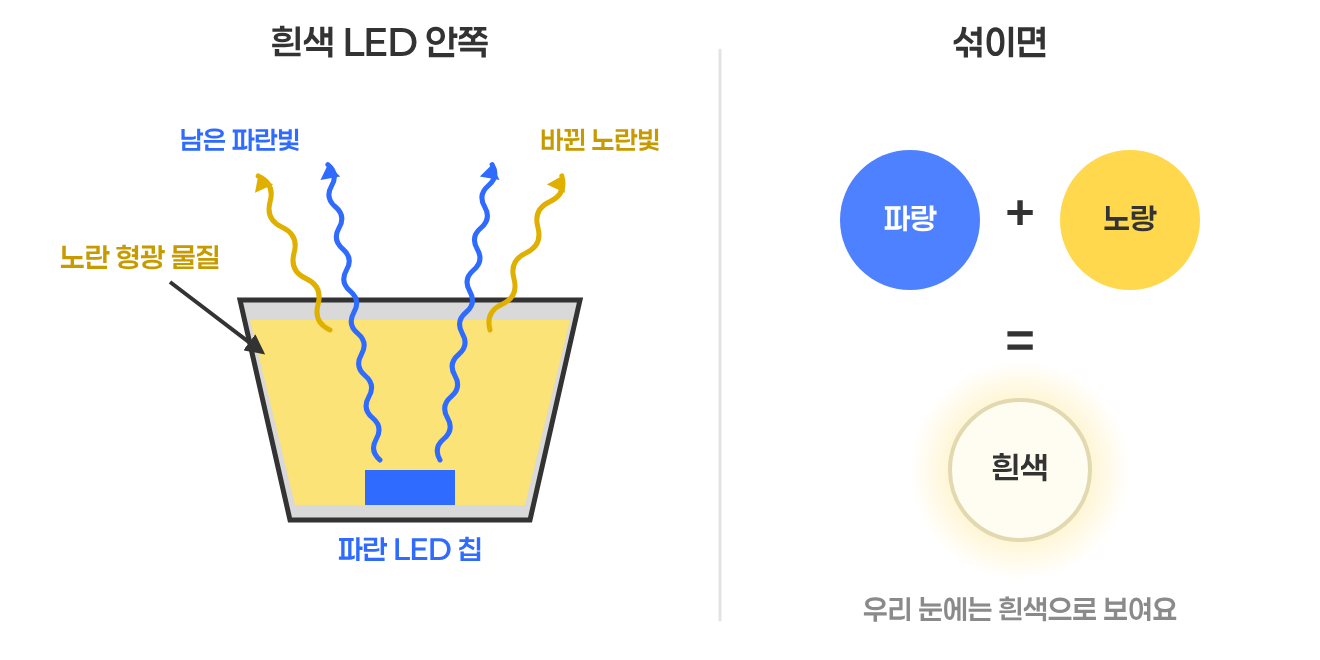 흰색 LED 안쪽
남은 파란빛
바뀐 노란빛
노란 형광 물질
파란 LED 칩
섞이면
파랑
+
노랑
=
흰색
우리 눈에는 흰색으로 보여요